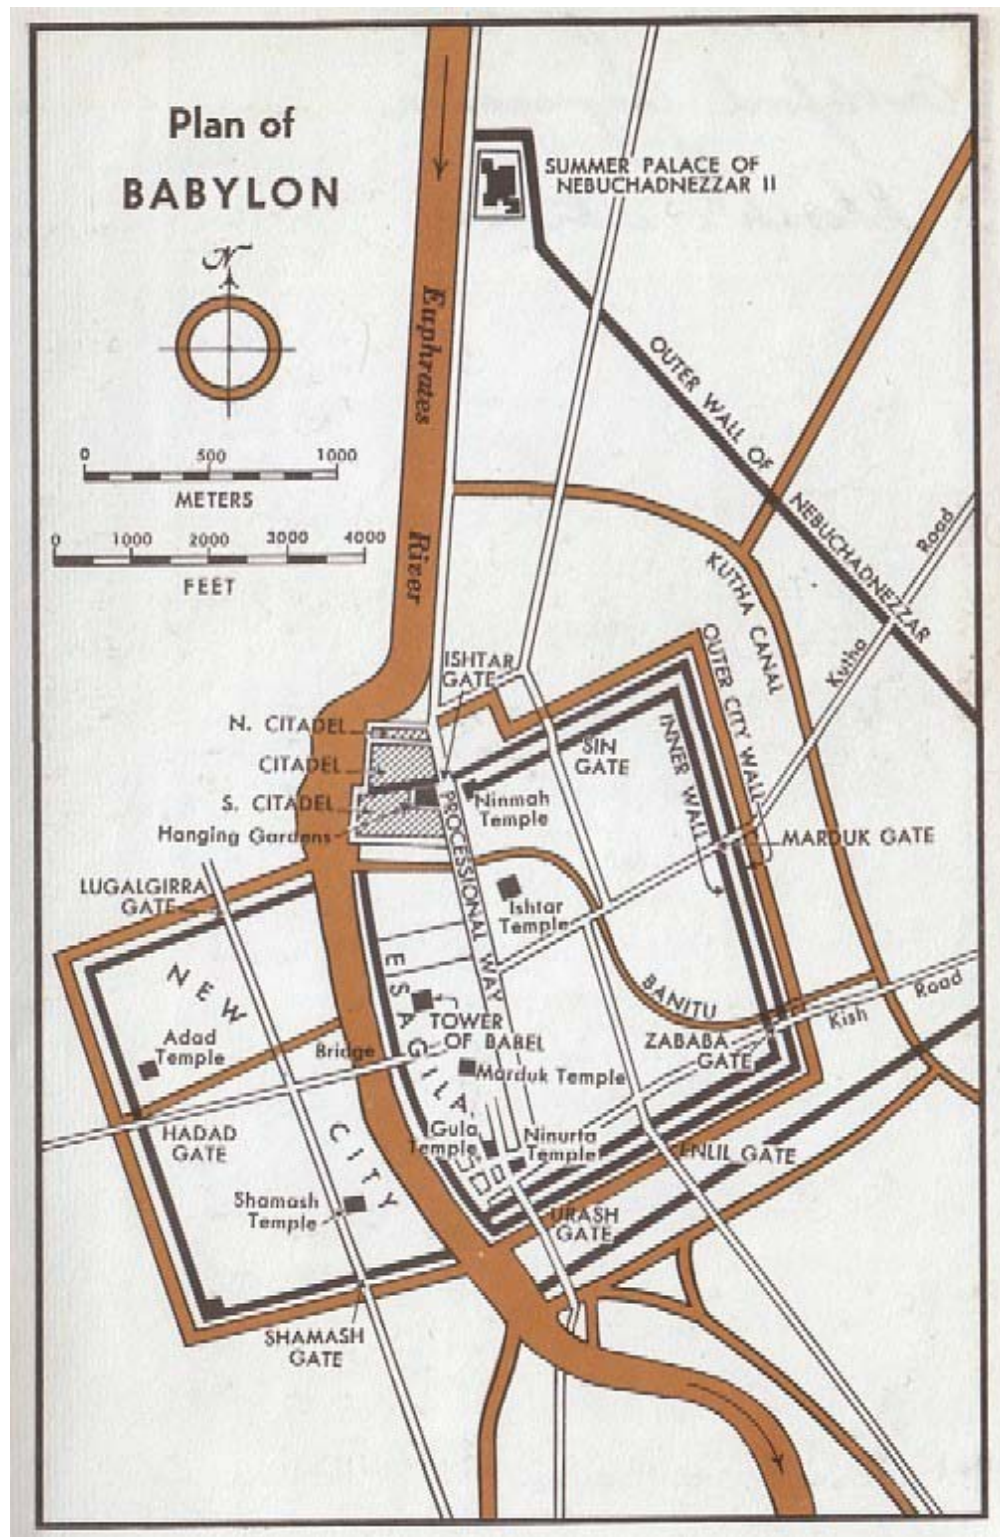 Plan of
BABYLON
N
0 500 1000
METERS
0 1000 2000 3000 4000
FEET
SUMMER PALACE OF
NEBUCHADNEZZAR II
Euphrates
River
OUTER WALL OF NEBUCHADNEZZAR
KUTHA CANAL
Kutha Road
ISHTAR
GATE
N. CITADEL
CITADEL
S. CITADEL
Hanging Gardens
OUTER CITY WALL
INNER WALL
SIN
GATE
Ninmah
Temple
PROCESSIONAL WAY
MARDUK GATE
LUGALGIRRA
GATE
Ishtar
Temple
NEW
CITY
ESAGILA
BANITU
Kish Road
ZABABA
GATE
TOWER
OF BABEL
Adad
Temple
Bridge
Marduk Temple
HADAD
GATE
Gula
Temple
Ninurta
Temple
ENLIL GATE
Shamash
Temple
URASH
GATE
SHAMASH
GATE